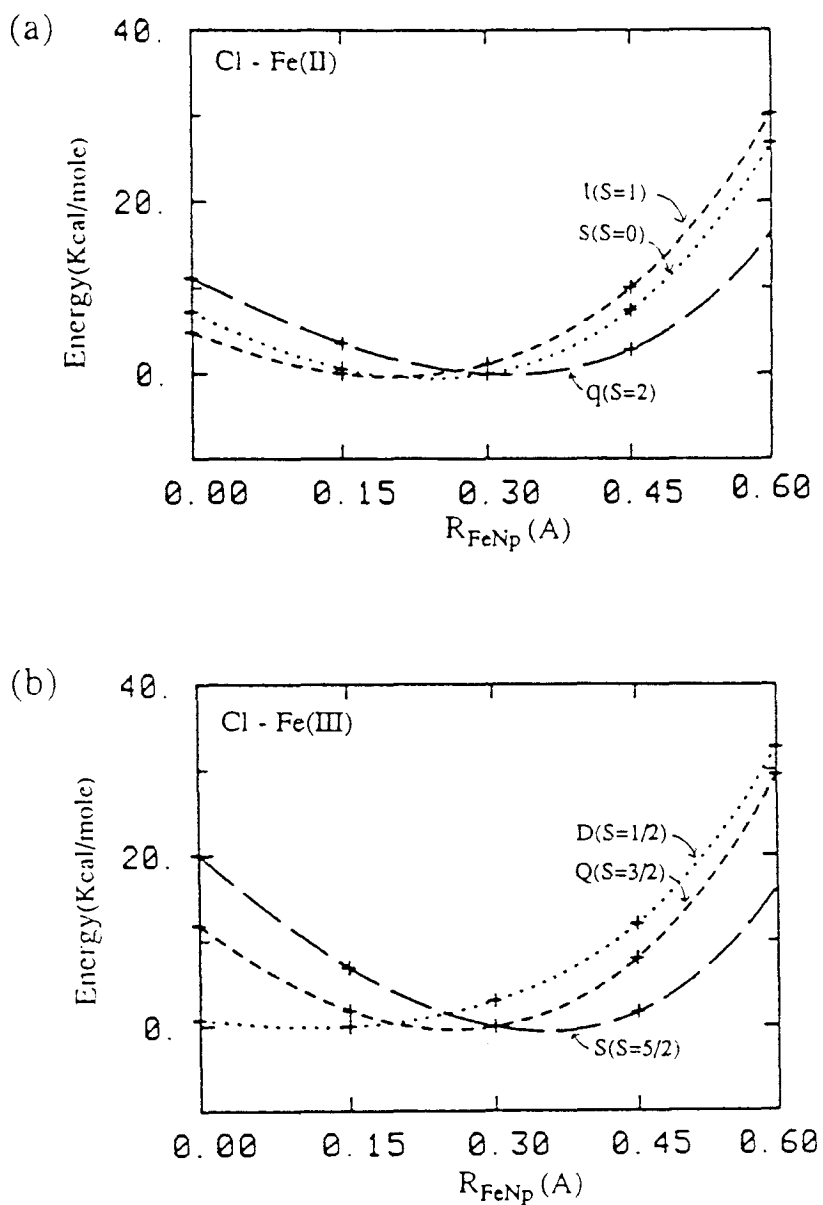 (a)
40.
Cl - Fe(II)
Energy(Kcal/mole)
20.
t(S=1)
S(S=0)
0.
q(S=2)
0.00 0.15 0.30 0.45 0.60
RFeNp (A)
(b)
40.
Cl - Fe(III)
Energy(Kcal/mole)
20.
D(S=1/2)
Q(S=3/2)
0.
S(S=5/2)
0.00 0.15 0.30 0.45 0.60
RFeNp (A)